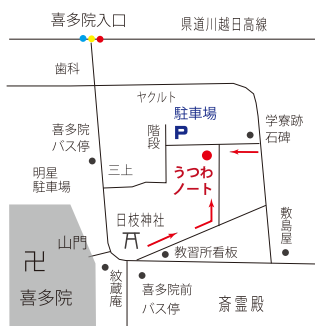 喜多院入口
県道川越日高線
歯科
ヤクルト
駐車場
P
階段
学寮跡
石碑
喜多院
バス停
明星
駐車場
三上
うつわ
ノート
日枝神社
敷島屋
山門
卍
喜多院
教習所看板
紋蔵庵
喜多院前
バス停
斎霊殿